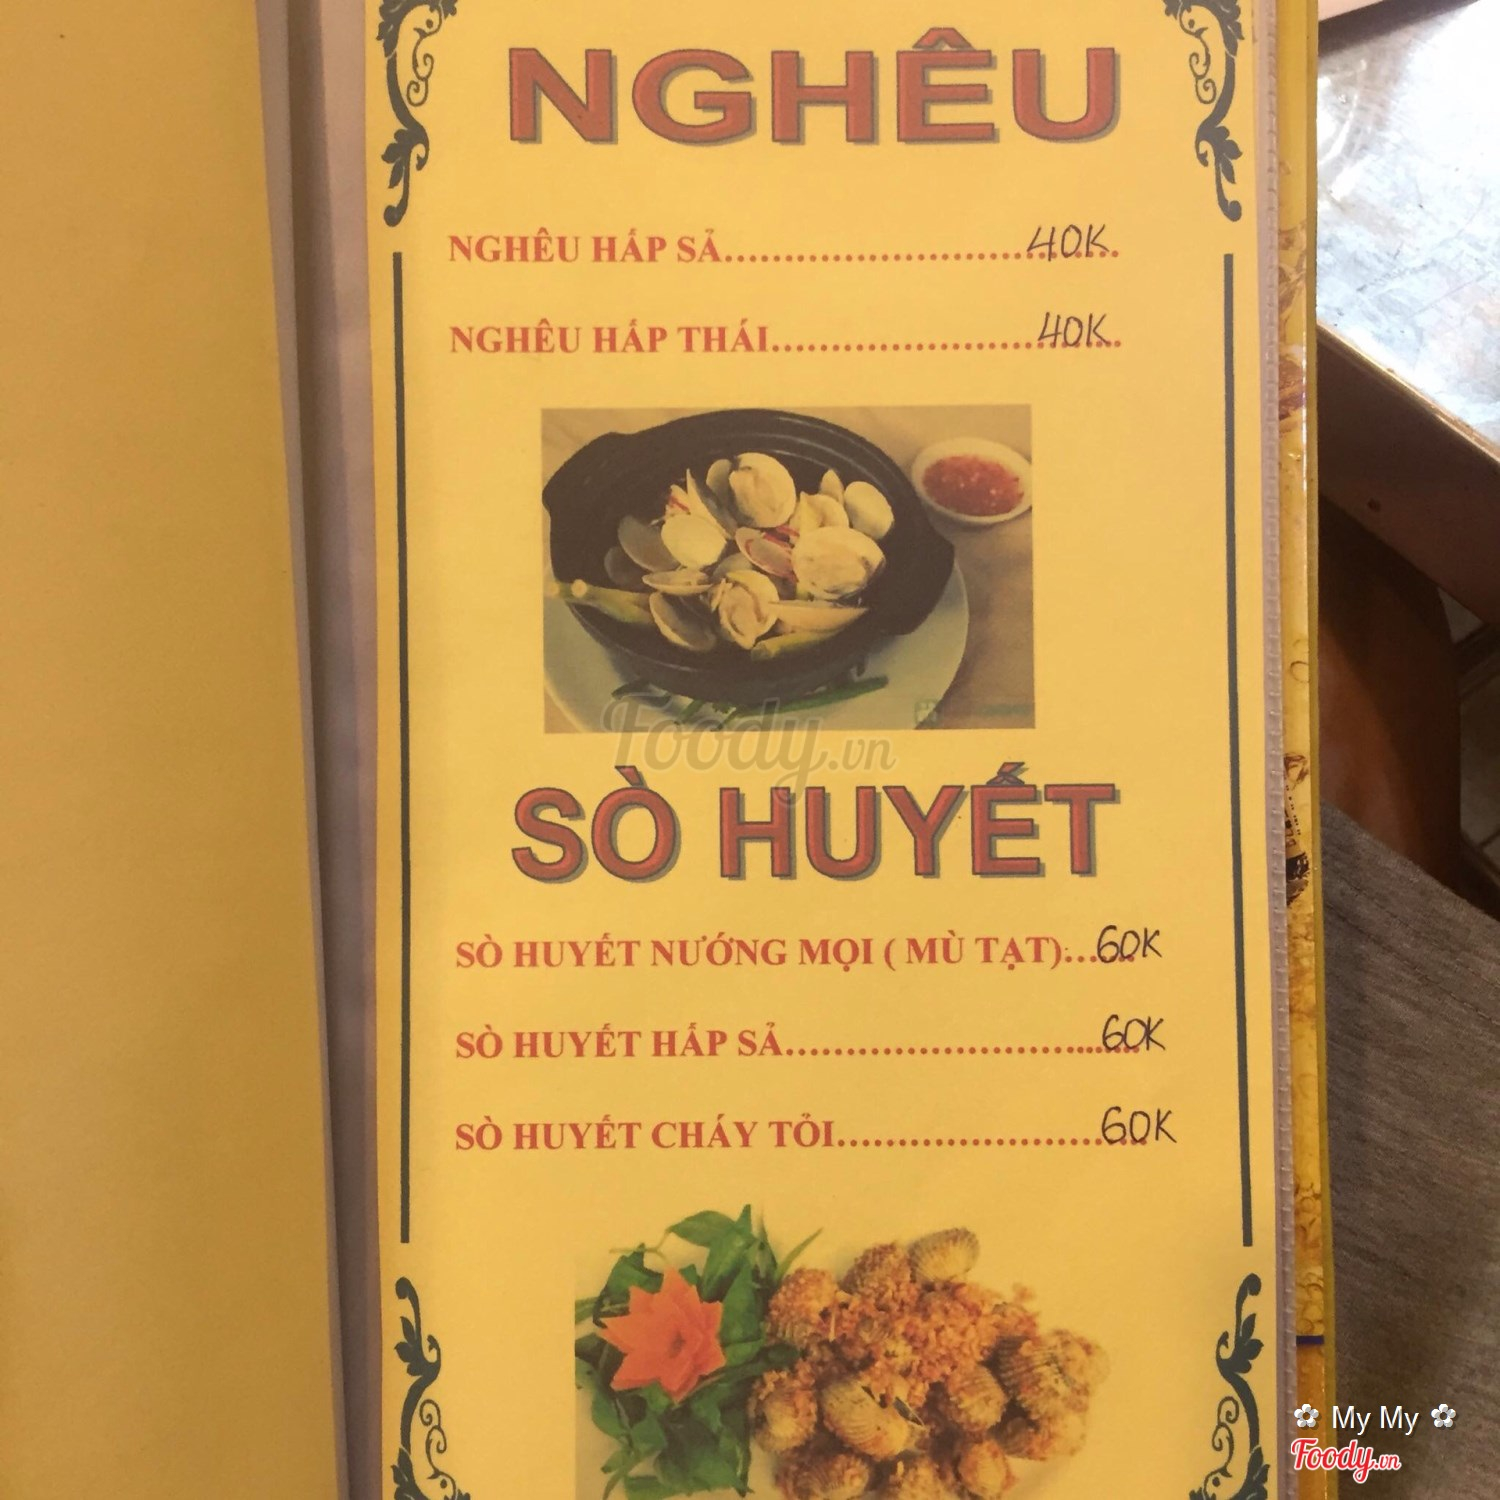 NGHÊU
NGHÊU HẤP SẢ..............................40K
NGHÊU HẤP THÁI..........................40K
Foody.vn
SÒ HUYẾT
SÒ HUYẾT NƯỚNG MỌI ( MÙ TẠT)......60K
SÒ HUYẾT HẤP SẢ............................60K
SÒ HUYẾT CHÁY TỎI........................60K
✿ My My ✿
Foody.vn